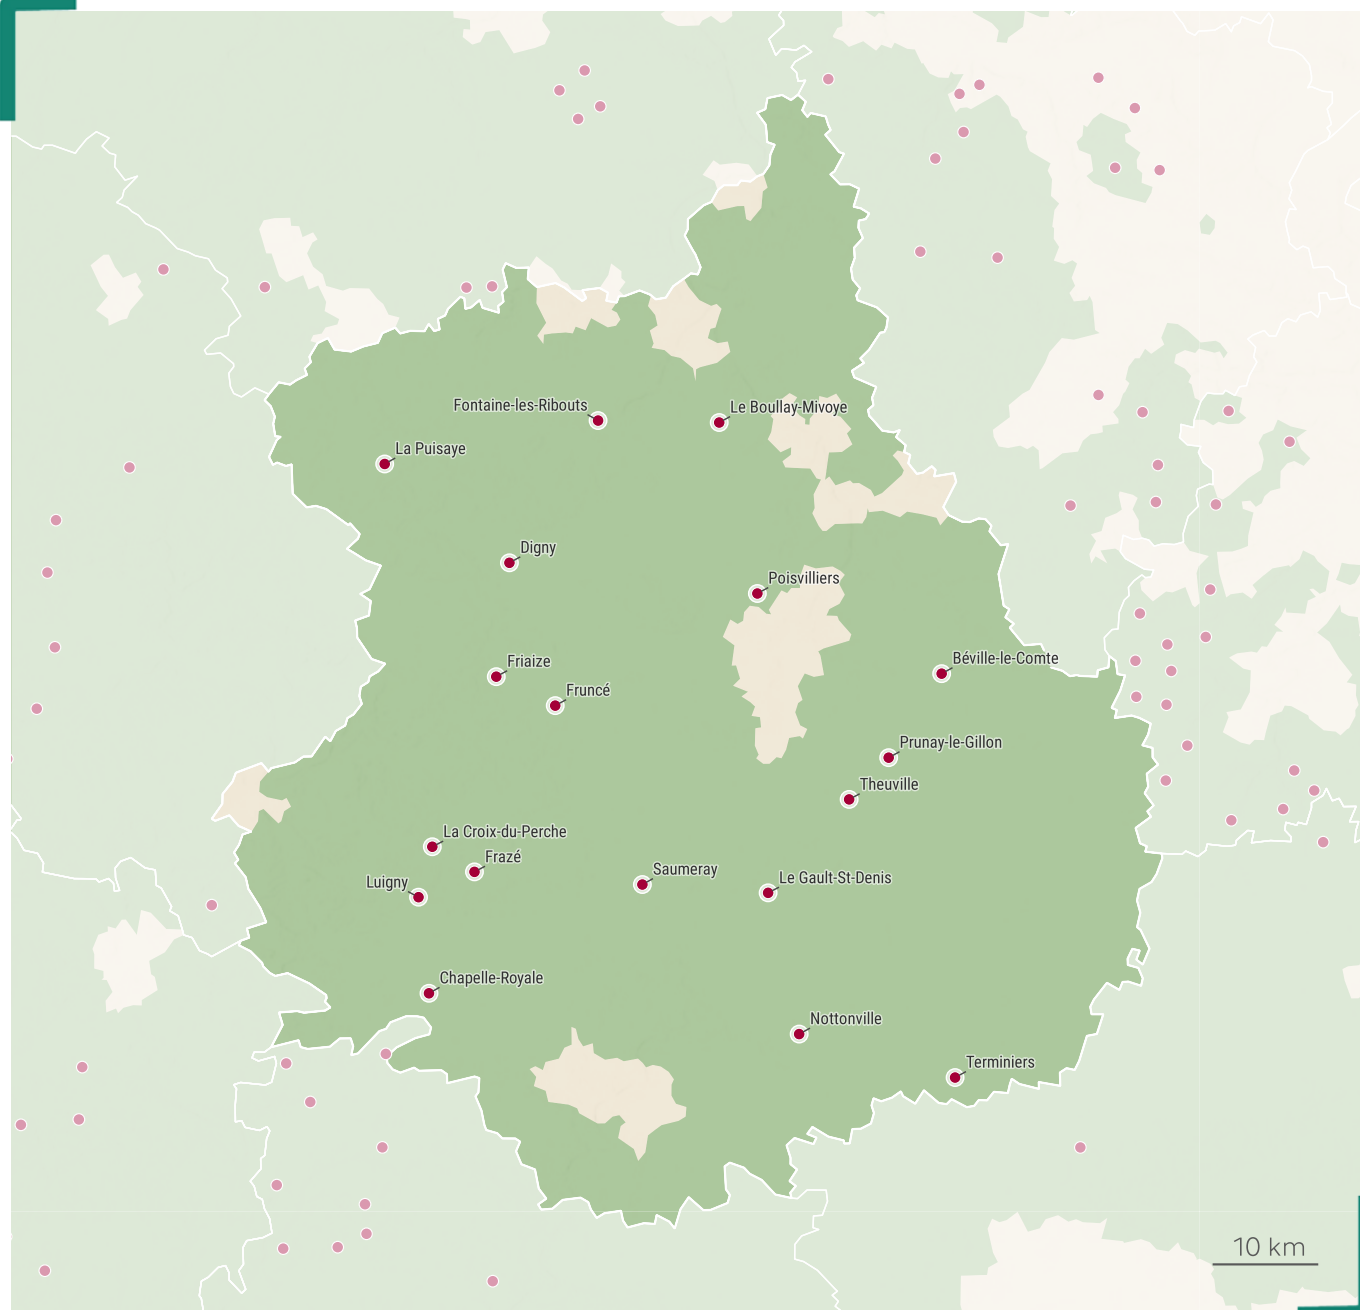 Fontaine-les-Ribouts
Le Boullay-Mivoye
La Puisaye
Digny
Poisvilliers
Friaize
Béville-le-Comte
Fruncé
Prunay-le-Gillon
Theuville
La Croix-du-Perche
Frazé
Saumeray
Le Gault-St-Denis
Luigny
Chapelle-Royale
Nottonville
Terminiers
10 km